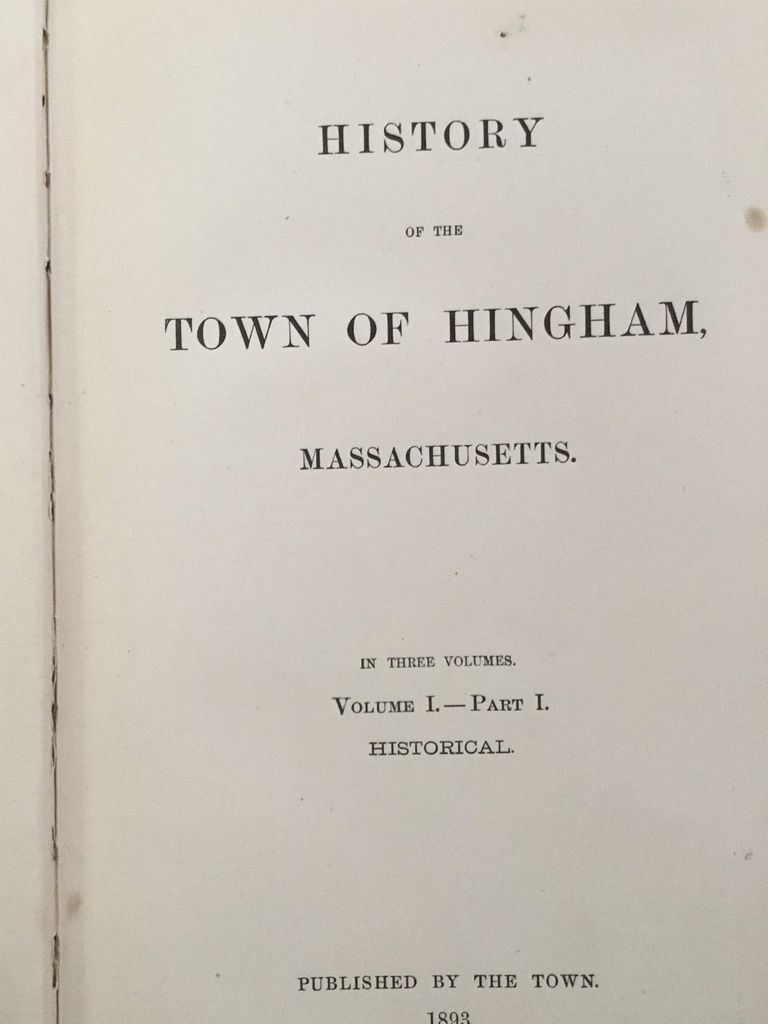 HISTORY
OF THE
TOWN OF HINGHAM,
MASSACHUSETTS.
IN THREE VOLUMES.
VOLUME I.—PART I.
HISTORICAL.
PUBLISHED BY THE TOWN.
1893